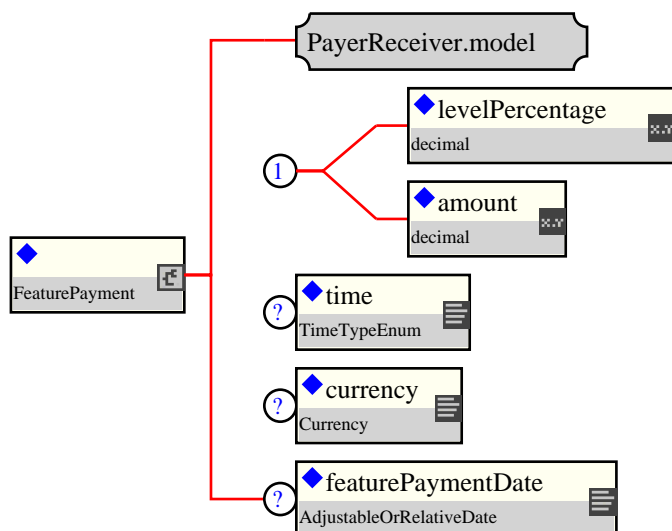 PayerReceiver.model
levelPercentage
x.Y
decimal
1
amount
x.Y
decimal
FeaturePayment
?
time
TimeTypeEnum
?
currency
Currency
?
featurePaymentDate
AdjustableOrRelativeDate